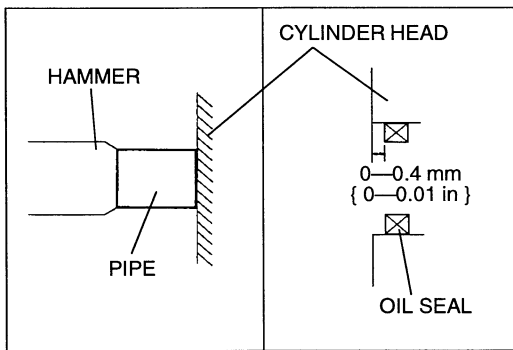 CYLINDER HEAD
HAMMER
PIPE
0—0.4 mm
{ 0—0.01 in }
OIL SEAL